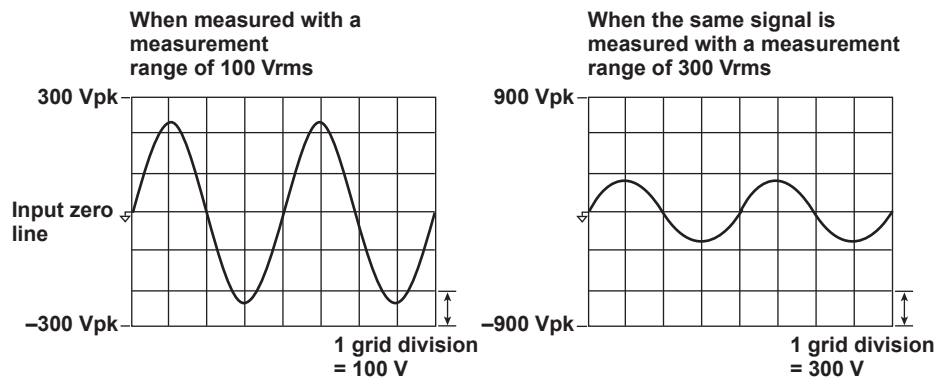 When measured with a
measurement
range of 100 Vrms
300 Vpk
Input zero
line
–300 Vpk
1 grid division
= 100 V
When the same signal is
measured with a measurement
range of 300 Vrms
900 Vpk
–900 Vpk
1 grid division
= 300 V